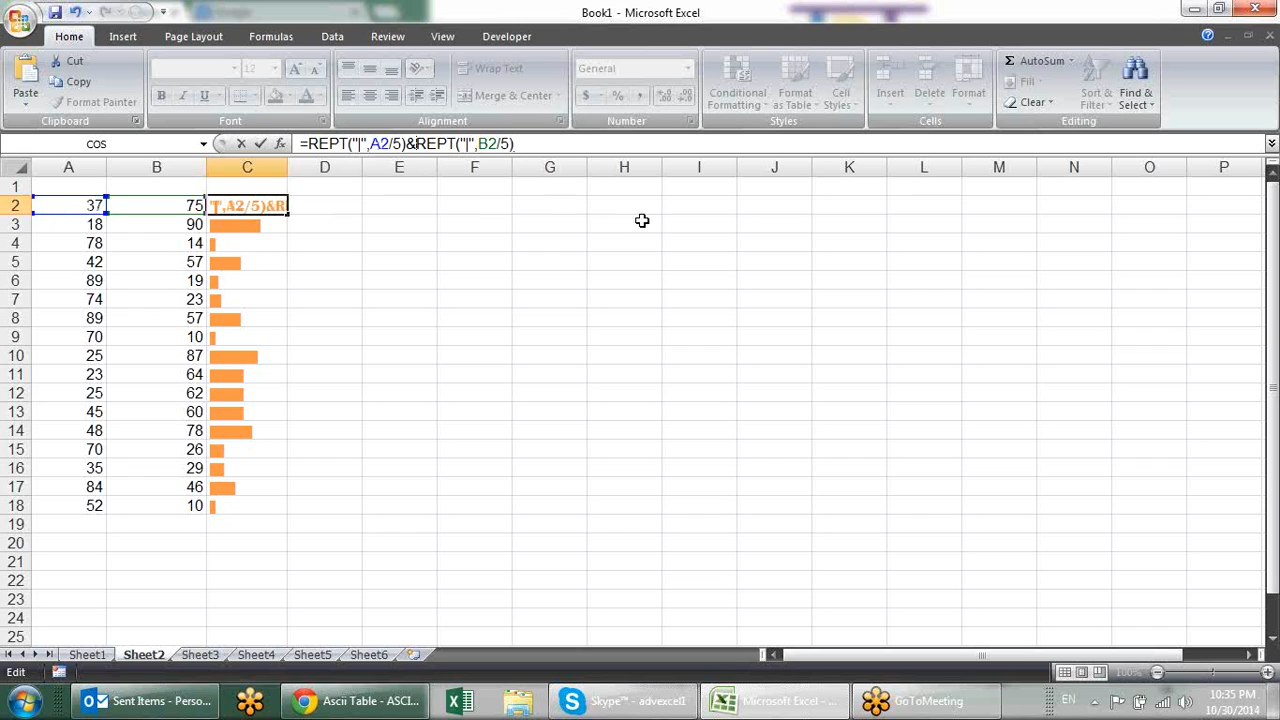 Book1 - Microsoft Excel
Home Insert Page Layout Formulas Data Review View Developer
Paste Cut Copy Format Painter
12 A A Wrap Text General
B I U A Merge & Center $ % ,
Conditional Formatting Format as Table Cell Styles Insert Delete Format
AutoSum Fill Clear Sort & Filter Find & Select
Clipboard Font Alignment Number Styles Cells Editing
COS fx =REPT("|",A2/5)&REPT("|",B2/5)
A B C D E F G H I J K L M N O P
1
2 37 75 "|",A2/5)&R
3 18 90
4 78 14
5 42 57
6 89 19
7 74 23
8 89 57
9 70 10
10 25 87
11 23 64
12 25 62
13 45 60
14 48 78
15 70 26
16 35 29
17 84 46
18 52 10
19
20
21
22
23
24
25
Sheet1 Sheet2 Sheet3 Sheet4 Sheet5 Sheet6
Edit 100%
Sent Items - Perso... Ascii Table - ASCI... Skype™ - advexcel1 Microsoft Excel - ... GoToMeeting EN 10:35 PM
10/30/2014